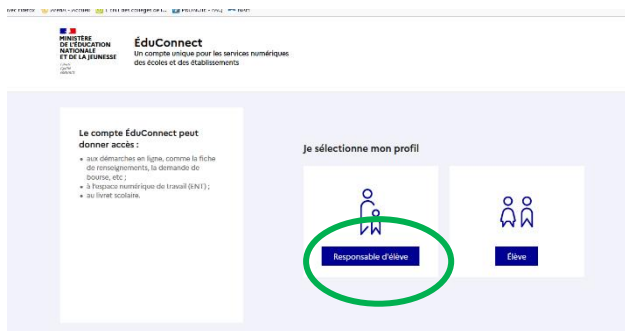 MINISTÈRE
DE L'ÉDUCATION
NATIONALE
ET DE LA JEUNESSE
ÉduConnect
Un compte unique pour les services numériques
des écoles et des établissements
Le compte ÉduConnect peut
donner accès :
• aux démarches en ligne, comme la fiche
de renseignements, la demande de
bourse, etc ;
• à l'espace numérique de travail (ENT) ;
• au livret scolaire.
Je sélectionne mon profil
Responsable d'élève
Élève